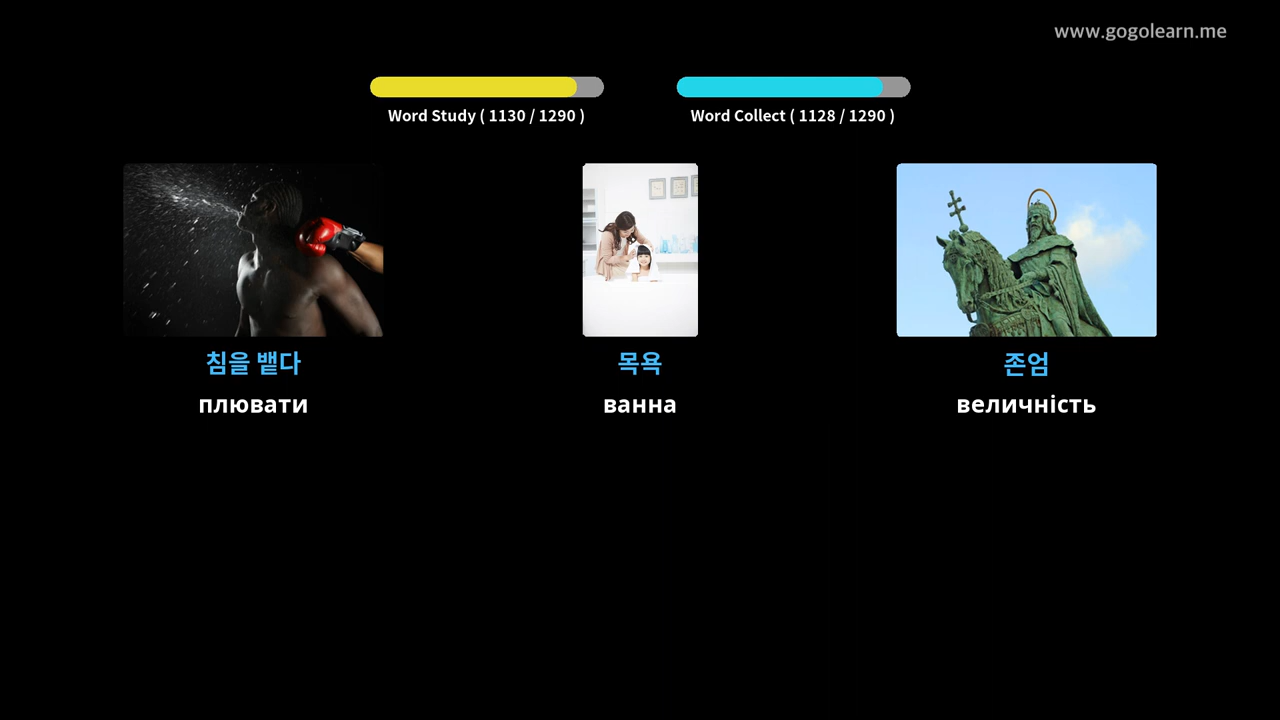 www.gogolearn.me
Word Study ( 1130 / 1290 )
Word Collect ( 1128 / 1290 )
침을 뱉다
목욕
존엄
плювати
ванна
величність